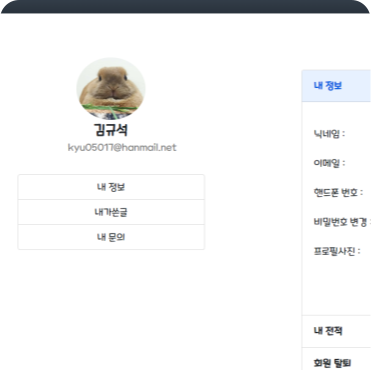 김규석
kyu05017@hanmail.net
내 정보
내가쓴글
내 문의
내 정보
닉네임 :
이메일 :
핸드폰 번호 :
비밀번호 변경 :
프로필사진 :
내 전적
회원 탈퇴